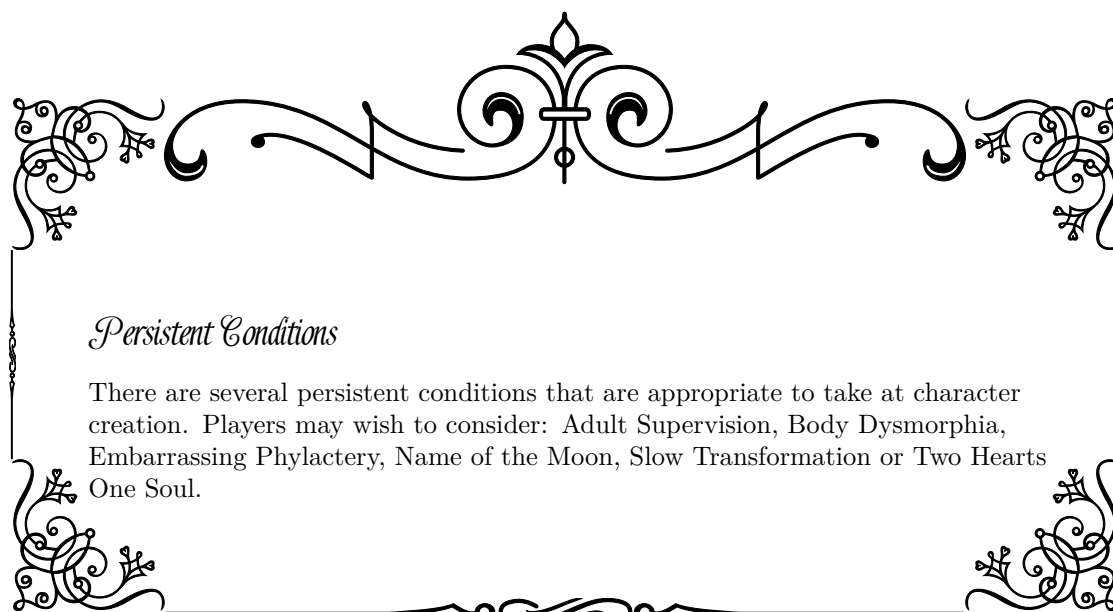 Persistent Conditions
There are several persistent conditions that are appropriate to take at character
creation. Players may wish to consider: Adult Supervision, Body Dysmorphia,
Embarrassing Phylactery, Name of the Moon, Slow Transformation or Two Hearts
One Soul.